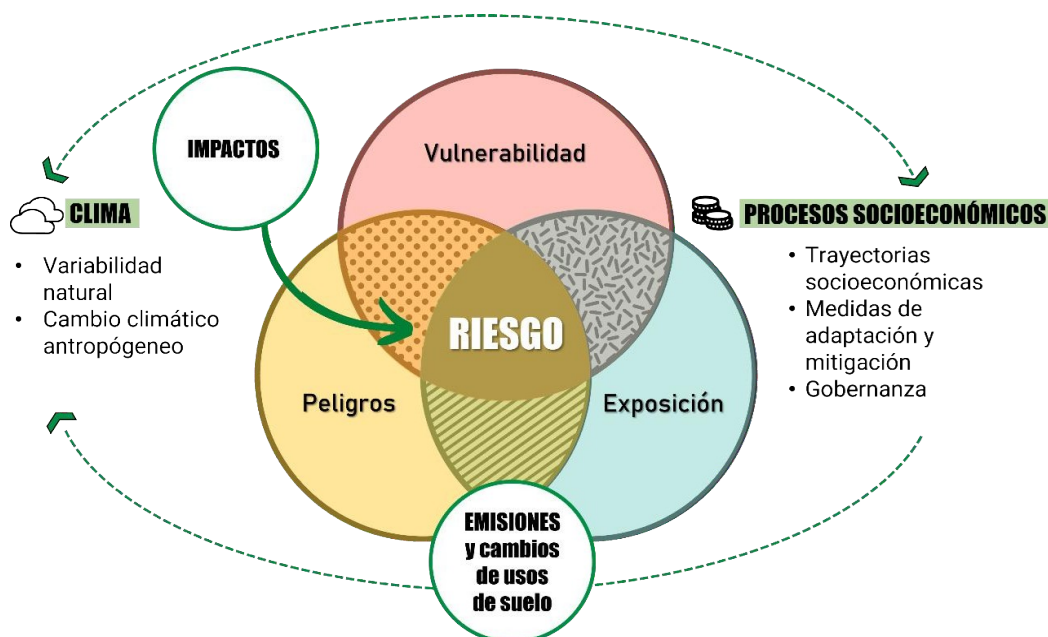 IMPACTOS
Vulnerabilidad
CLIMA
• Variabilidad
natural
• Cambio climático
antropógeneo
PROCESOS SOCIOECONÓMICOS
• Trayectorias
socioeconómicas
• Medidas de
adaptación y
mitigación
• Gobernanza
RIESGO
Peligros
Exposición
EMISIONES
y cambios
de usos
de suelo